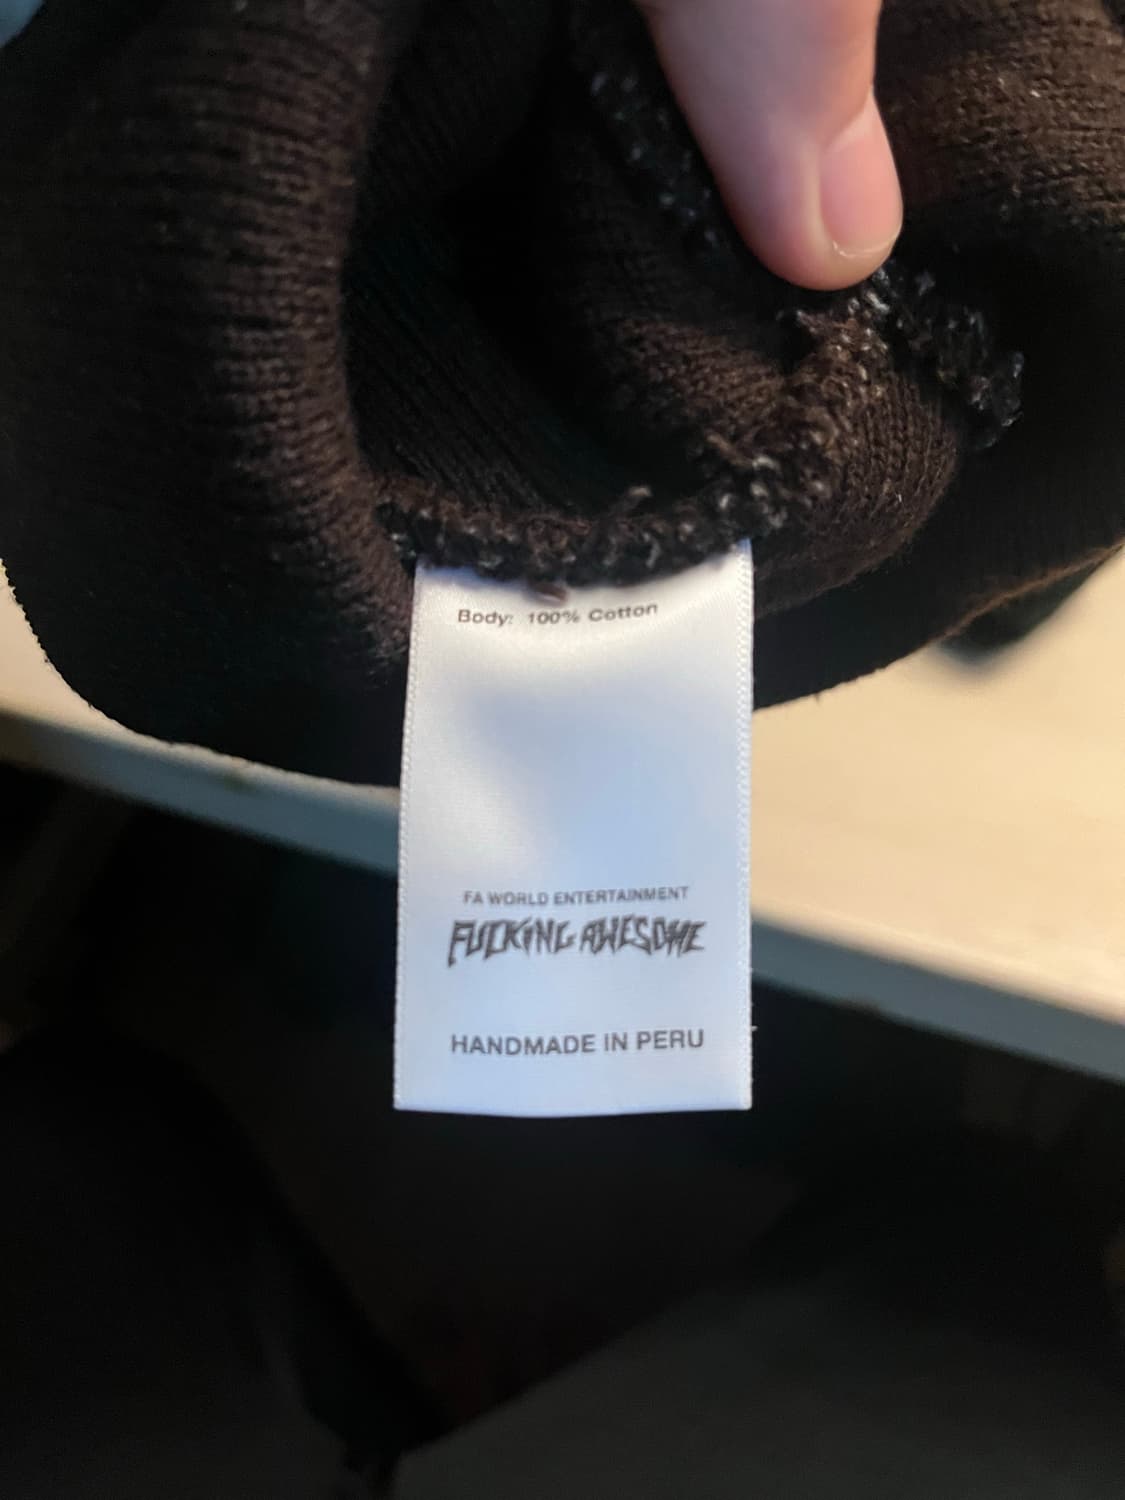 Body: 100% Cotton
FA WORLD ENTERTAINMENT
FUCKING AWESOME
HANDMADE IN PERU